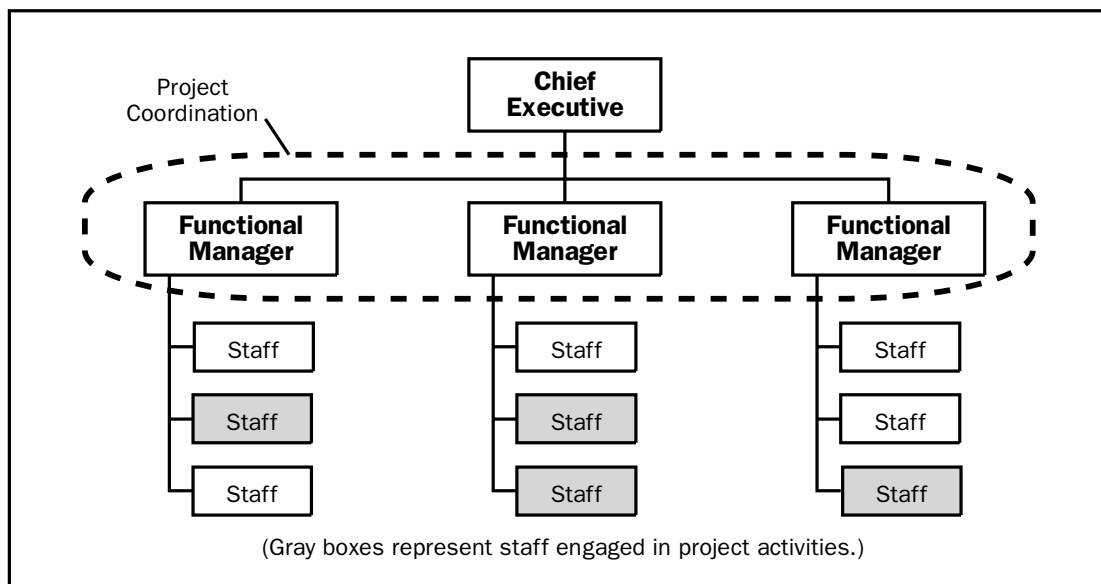 Project
Coordination
Chief
Executive
Functional
Manager
Functional
Manager
Functional
Manager
Staff
Staff
Staff
Staff
Staff
Staff
Staff
Staff
Staff
(Gray boxes represent staff engaged in project activities.)